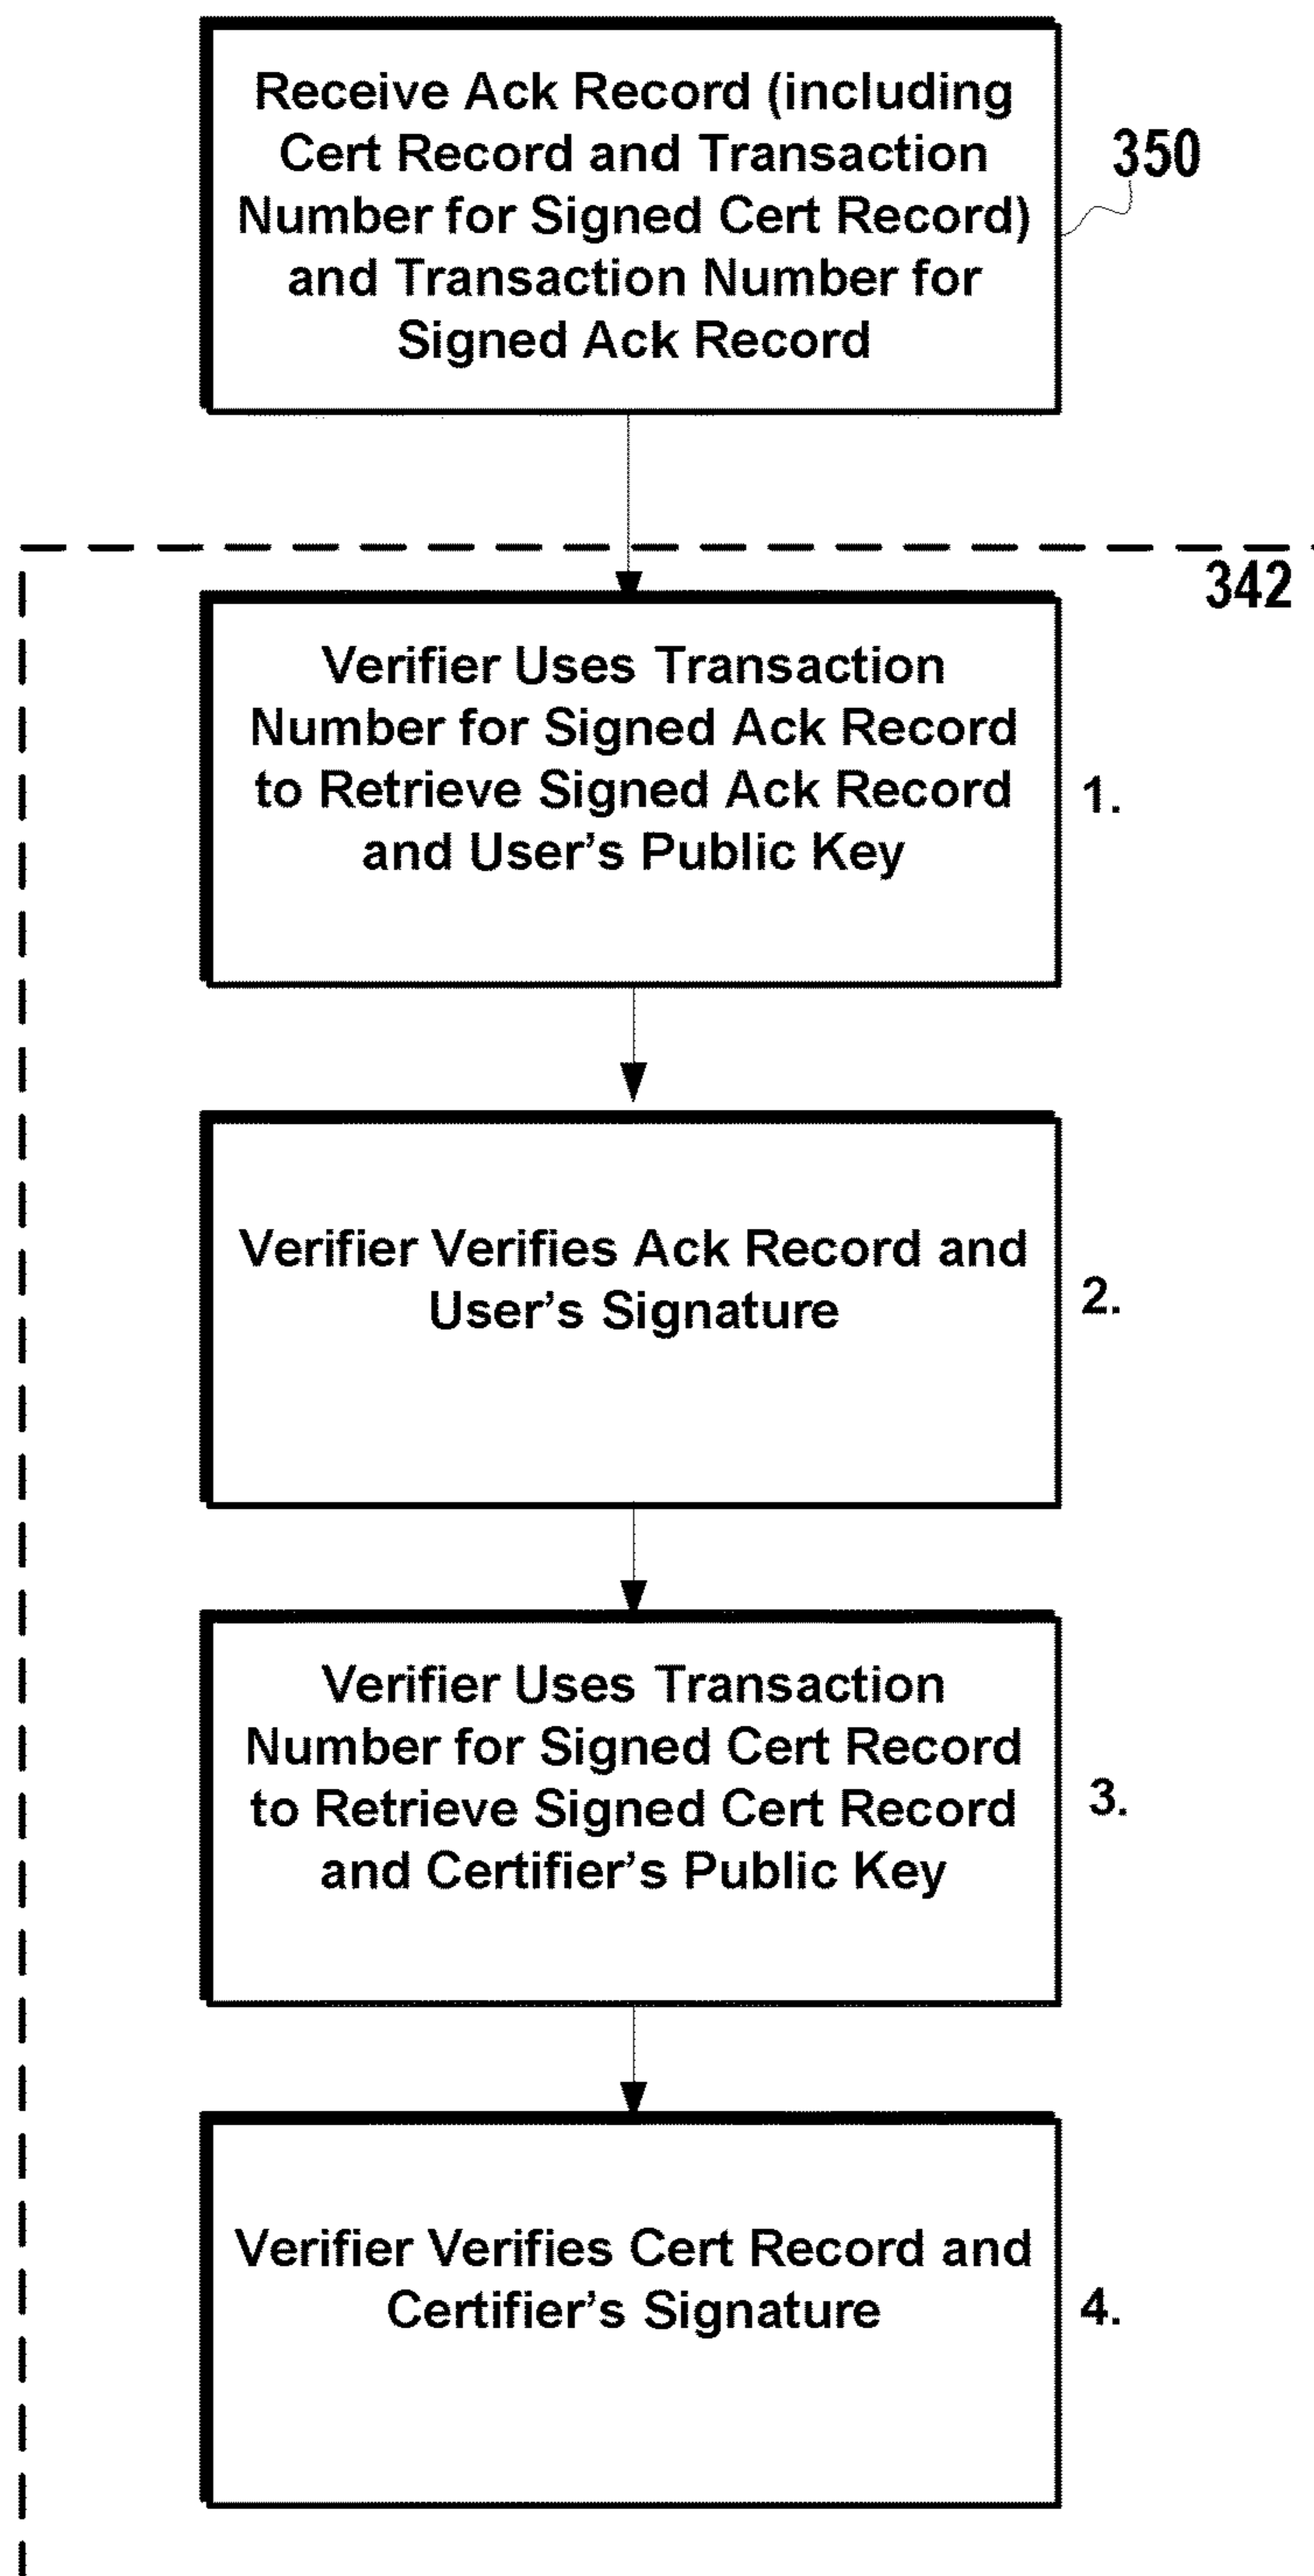 Receive Ack Record (including
Cert Record and Transaction
Number for Signed Cert Record)
and Transaction Number for
Signed Ack Record
350
342
Verifier Uses Transaction
Number for Signed Ack Record
to Retrieve Signed Ack Record
and User’s Public Key
1.
Verifier Verifies Ack Record and
User’s Signature
2.
Verifier Uses Transaction
Number for Signed Cert Record
to Retrieve Signed Cert Record
and Certifier’s Public Key
3.
Verifier Verifies Cert Record and
Certifier’s Signature
4.